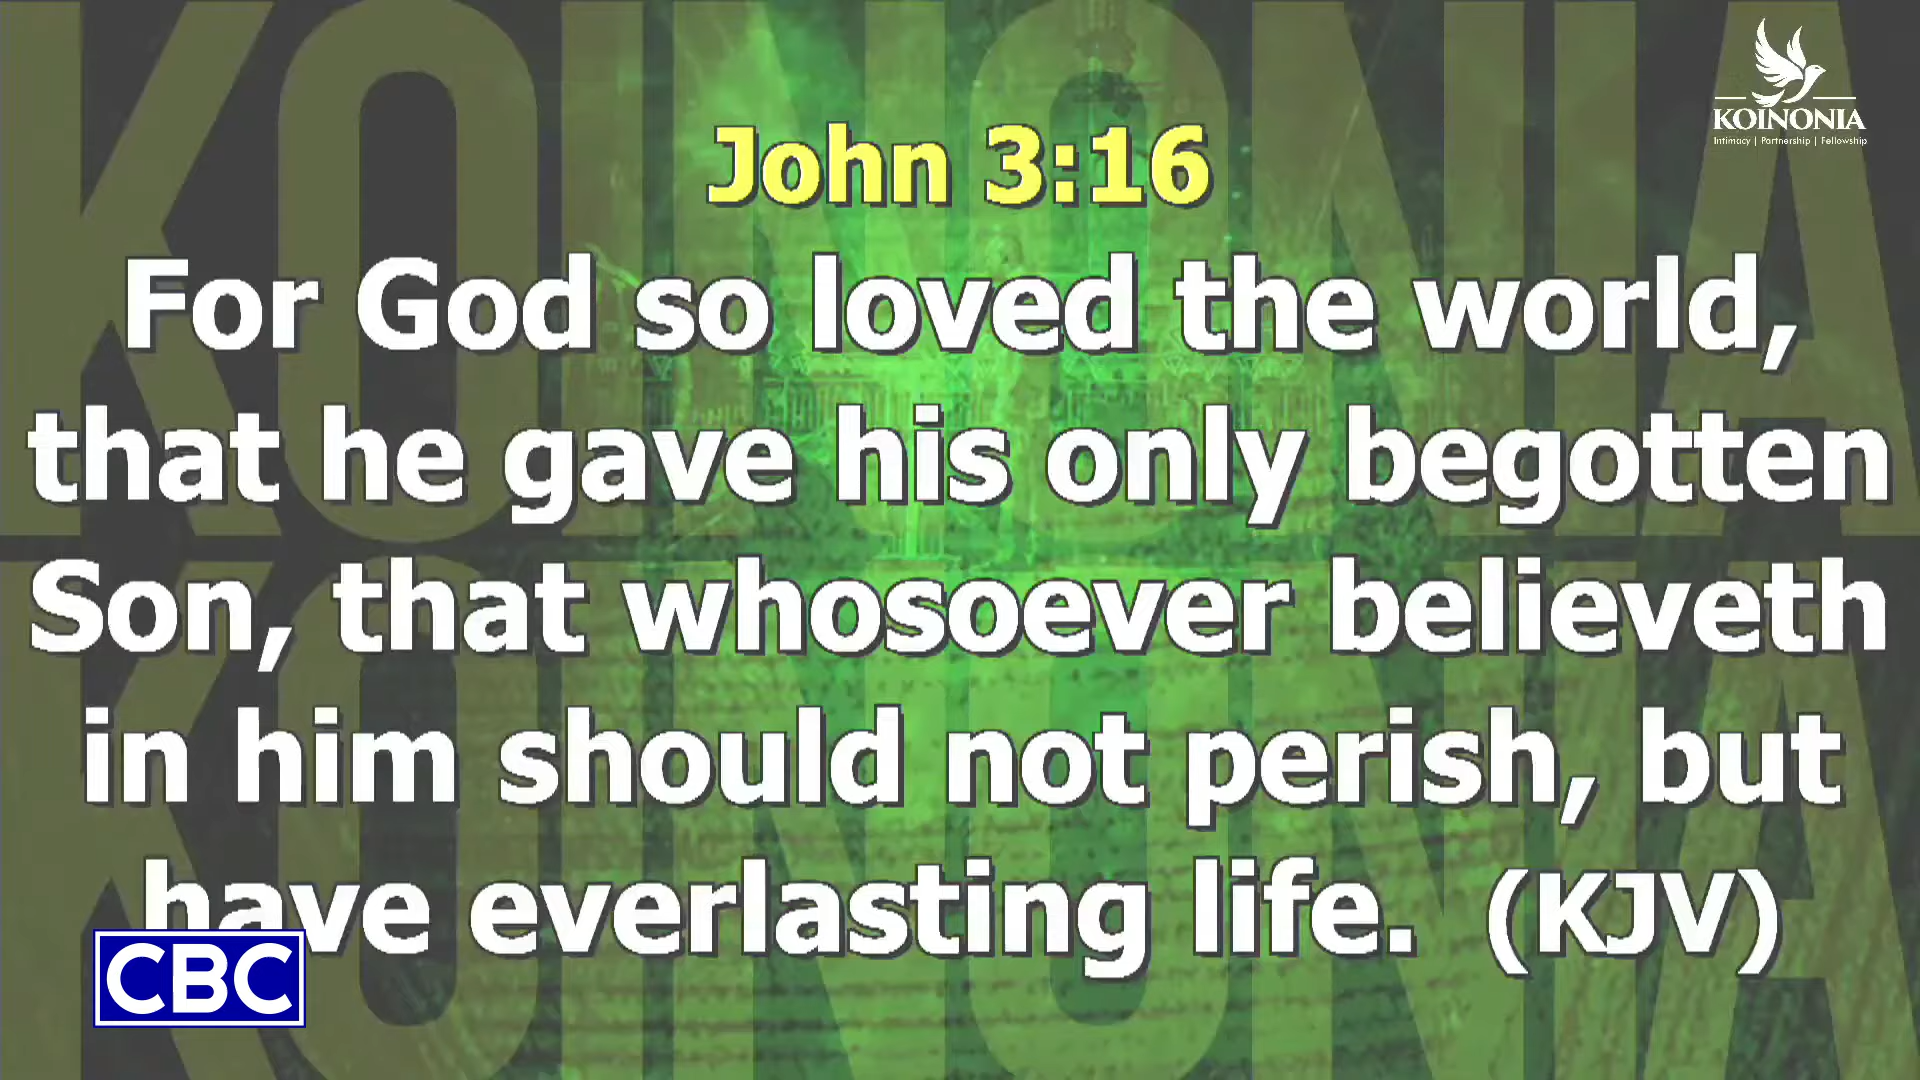 KOINONIA
KOINONIA
Intimacy | Partnership | Fellowship
John 3:16
For God so loved the world,
that he gave his only begotten
Son, that whosoever believeth
in him should not perish, but
have everlasting life. (KJV)
KOINONIA
CBC